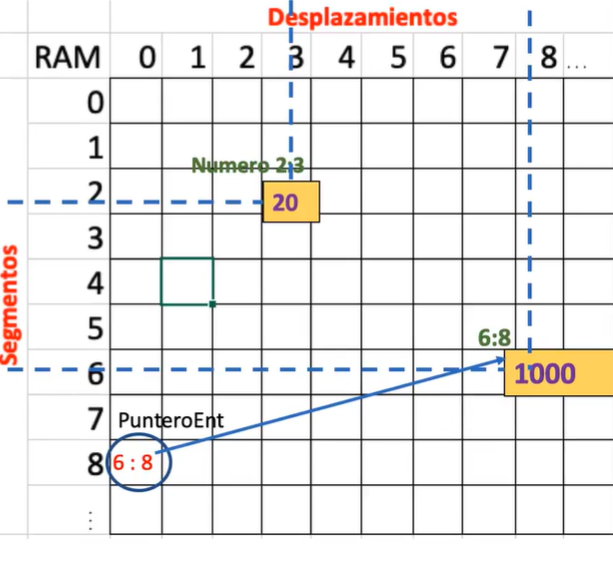 Desplazamientos
RAM 0 1 2 3 4 5 6 7 8 ...
0
1
Numero 2:3
2 20
3
Segmentos
4
5
6:8
6 1000
7 PunteroEnt
8 6 : 8
...